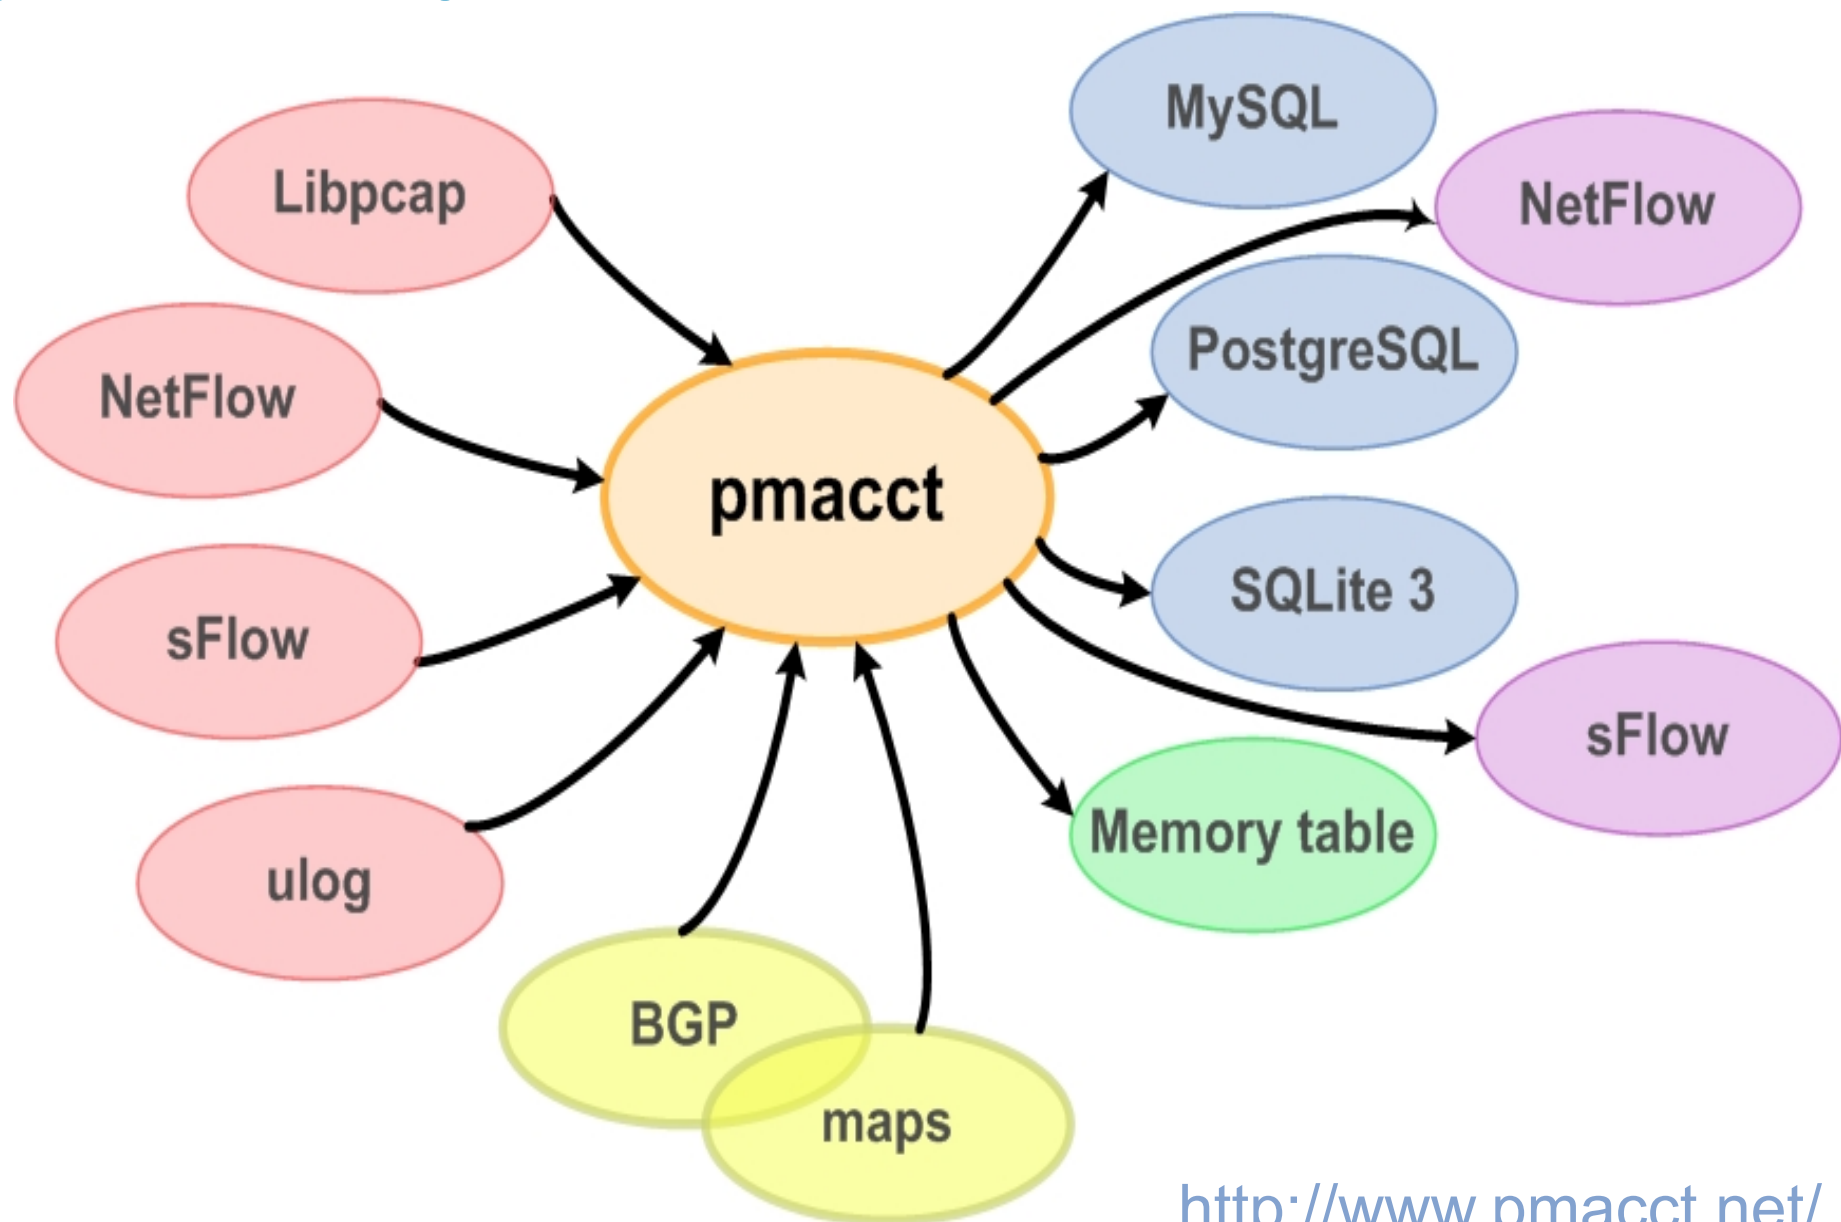 MySQL
Libpcap
NetFlow
PostgreSQL
NetFlow
pmacct
SQLite 3
sFlow
sFlow
Memory table
ulog
BGP
maps
http://www.pmacct.net/